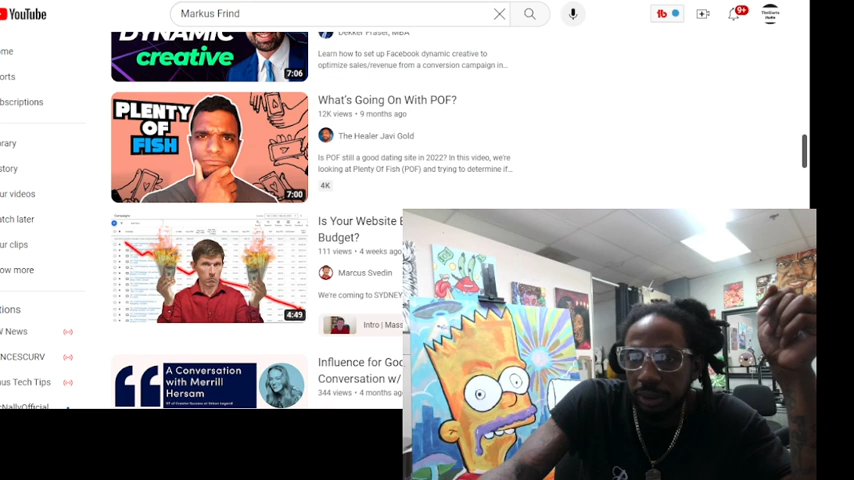 YouTube
Markus Frind
9+
DYNAMIC
creative
7:06
Dekker Fraser, MBA
Learn how to set up Facebook dynamic creative to
optimize sales/revenue from a conversion campaign in...
PLENTY
OF
FISH
7:00
What's Going On With POF?
12K views • 9 months ago
The Healer Javi Gold
Is POF still a good dating site in 2022? In this video, we're
looking at Plenty Of Fish (POF) and trying to determine if...
4K
Campaigns
4:49
Is Your Website
Budget?
111 views • 4 weeks ago
Marcus Svedin
We're coming to SYDNEY
Intro | Mass
A Conversation
with Merrill
Hersam
Influence for
Conversation w/
344 views • 4 months
ome
orts
bscriptions
rary
story
ur videos
atch later
ur clips
ow more
tions
News
NCESCURV
us Tech Tips
NallyOfficial